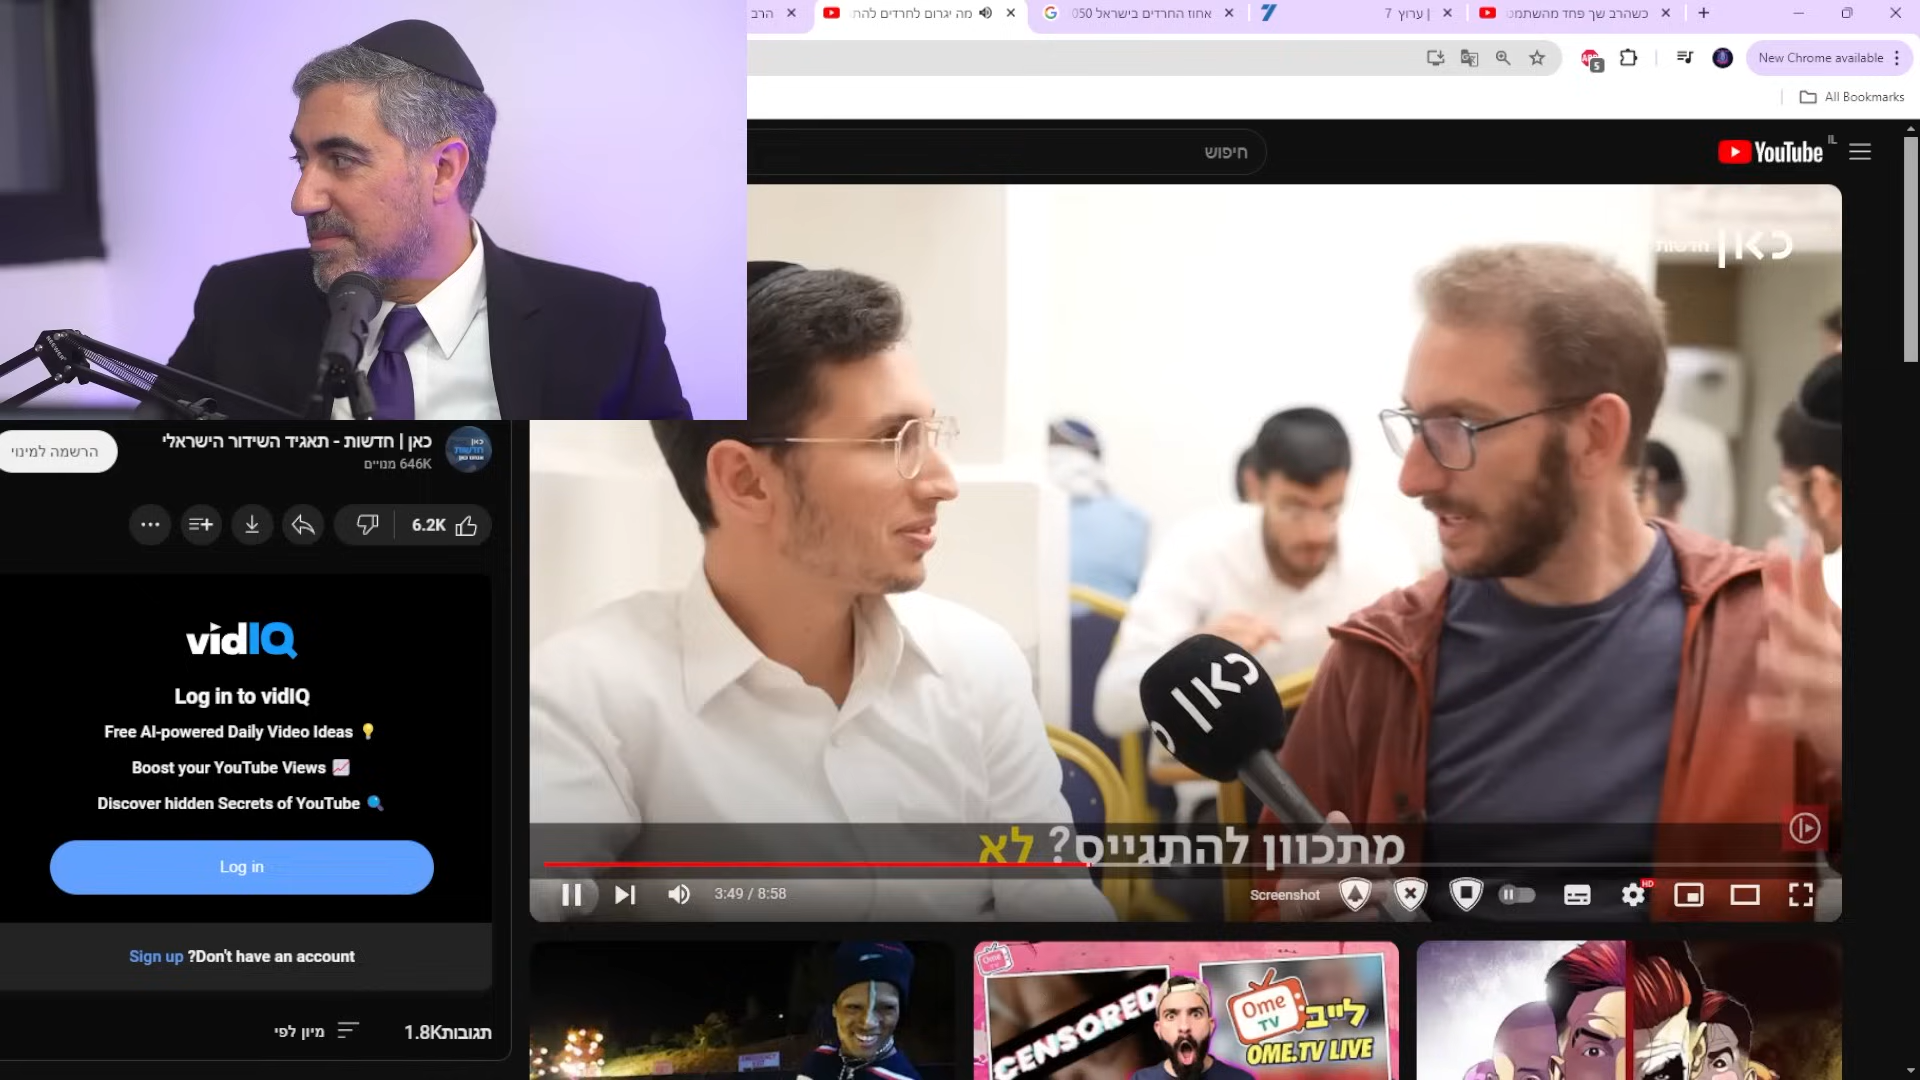 הרב
מה יגרום לחרדים להת
אחוז החרדים בישראל 050
ערוץ 7 |
כשהרב שך פחד מהשתמט
5
New Chrome available
All Bookmarks
חיפוש
YouTube IL
כאן חדשות
כאן | חדשות - תאגיד השידור הישראלי
646K מנויים
הרשמה למינוי
6.2K
vidIQ
Log in to vidIQ
Free AI-powered Daily Video Ideas 💡
Boost your YouTube Views 📈
Discover hidden Secrets of YouTube 🔍
Log in
Sign up ?Don't have an account
תגובות1.8K
מיון לפי
כאן
מתכוון להתגייס? לא
3:49 / 8:58
Screenshot
HD
CENSORED
Ome TV
לייב
OME.TV LIVE